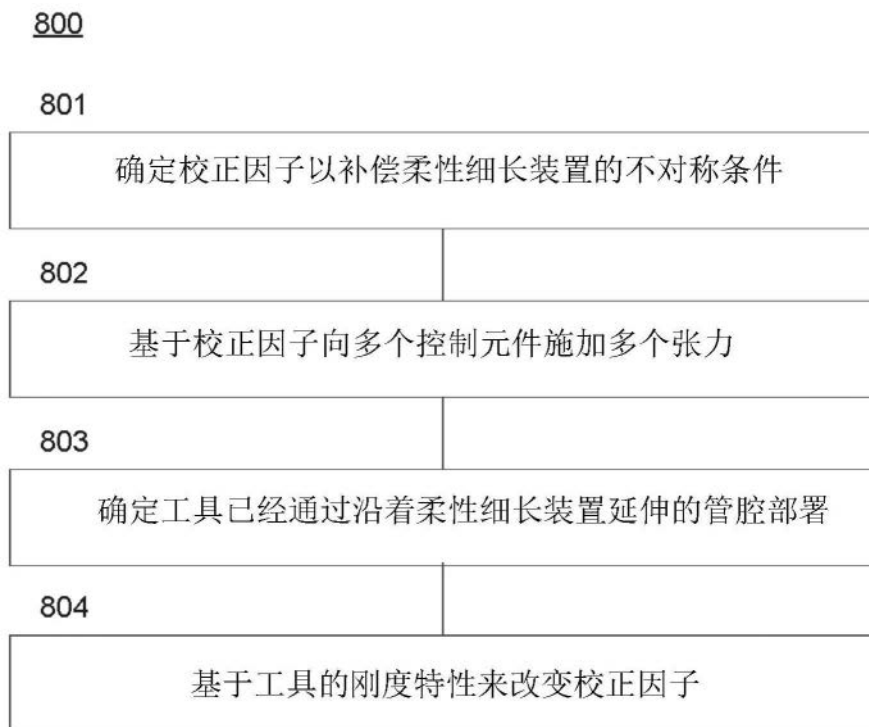 800
801
确定校正因子以补偿柔性细长装置的不对称条件
802
基于校正因子向多个控制元件施加多个张力
803
确定工具已经通过沿着柔性细长装置延伸的管腔部署
804
基于工具的刚度特性来改变校正因子